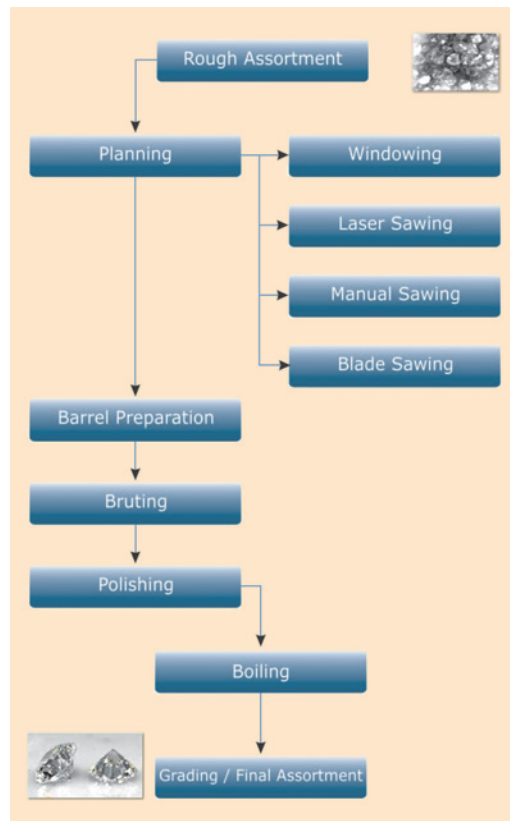 Rough Assortment
Planning
Windowing
Laser Sawing
Manual Sawing
Blade Sawing
Barrel Preparation
Bruting
Polishing
Boiling
Grading / Final Assortment